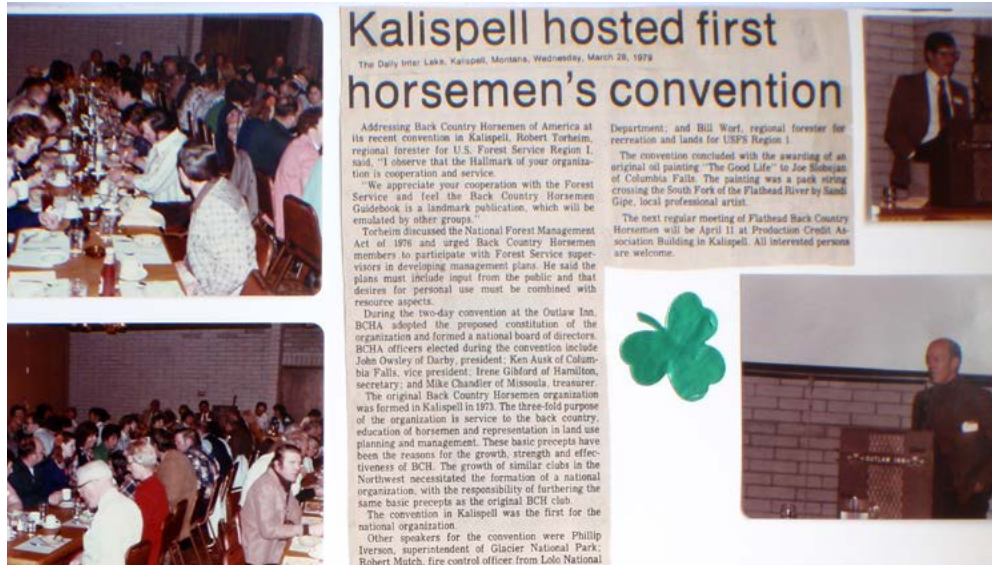 Kalispell hosted first
The Daily Inter Lake, Kalispell, Montana, Wednesday, March 28, 1979
horsemen's convention
Addressing Back Country Horsemen of America at
its recent convention in Kalispell, Robert Torheim,
regional forester for U.S. Forest Service Region I,
said, "I observe that the Hallmark of your organiza-
tion is cooperation and service.
"We appreciate your cooperation with the Forest
Service and feel the Back Country Horsemen
Guidebook is a landmark publication, which will be
emulated by other groups."
Torheim discussed the National Forest Management
Act of 1976 and urged Back Country Horsemen
members to participate with Forest Service super-
visors in developing management plans. He said the
plans must include input from the public and that
desires for personal use must be combined with
resource aspects.
During the two-day convention at the Outlaw Inn,
BCHA adopted the proposed constitution of the
organization and formed a national board of directors.
BCHA officers elected during the convention include
John Owsley of Darby, president; Ken Ausk of Colum-
bia Falls, vice president; Irene Gibford of Hamilton,
secretary; and Mike Chandler of Missoula, treasurer.
The original Back Country Horsemen organization
was formed in Kalispell in 1973. The three-fold purpose
of the organization is service to the back country,
education of horsemen and representation in land use
planning and management. These basic precepts have
been the reasons for the growth, strength and effec-
tiveness of BCH. The growth of similar clubs in the
Northwest necessitated the formation of a national
organization, with the responsibility of furthering the
same basic precepts as the original BCH club.
The convention in Kalispell was the first for the
national organization.
Other speakers for the convention were Phillip
Iverson, superintendent of Glacier National Park;
Robert Mutch, fire control officer from Lolo National
Department; and Bill Worf, regional forester for
recreation and lands for USFS Region 1.
The convention concluded with the awarding of an
original oil painting "The Good Life" to Joe Slobojan
of Columbia Falls. The painting was a pack string
crossing the South Fork of the Flathead River by Sandi
Gipe, local professional artist.
The next regular meeting of Flathead Back Country
Horsemen will be April 11 at Production Credit As-
sociation Building in Kalispell. All interested persons
are welcome.
OUTLAW INN